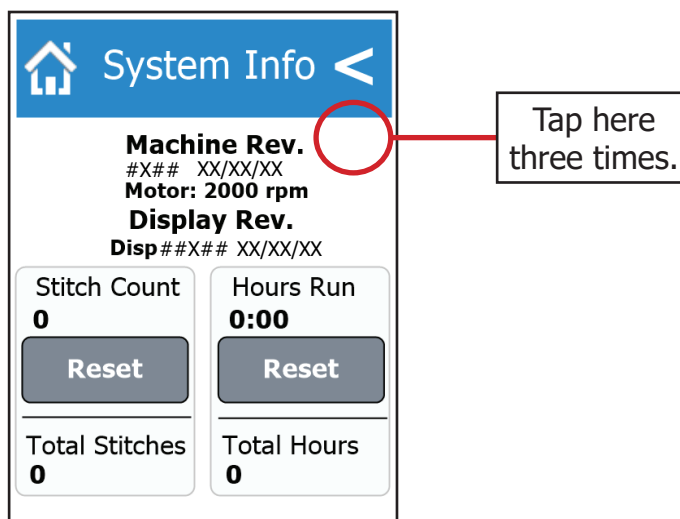 System Info <
Machine Rev.
#X## XX/XX/XX
Motor: 2000 rpm
Display Rev.
Disp##X## XX/XX/XX
Stitch Count
0
Reset
Total Stitches
0
Hours Run
0:00
Reset
Total Hours
0
Tap here
three times.